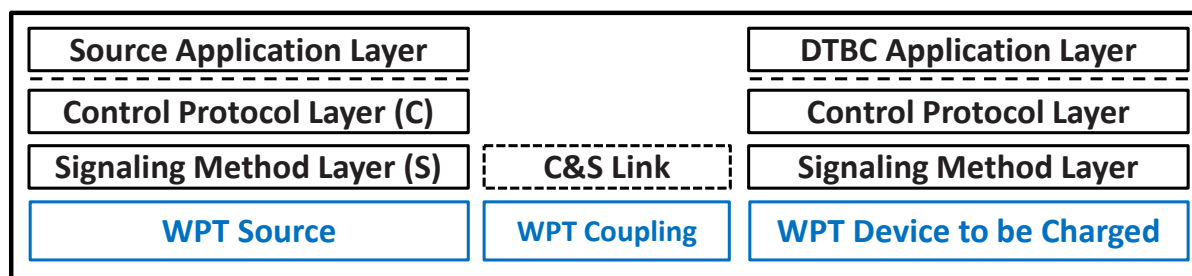 Source Application Layer
DTBC Application Layer
Control Protocol Layer (C)
Control Protocol Layer
Signaling Method Layer (S)
C&S Link
Signaling Method Layer
WPT Source
WPT Coupling
WPT Device to be Charged